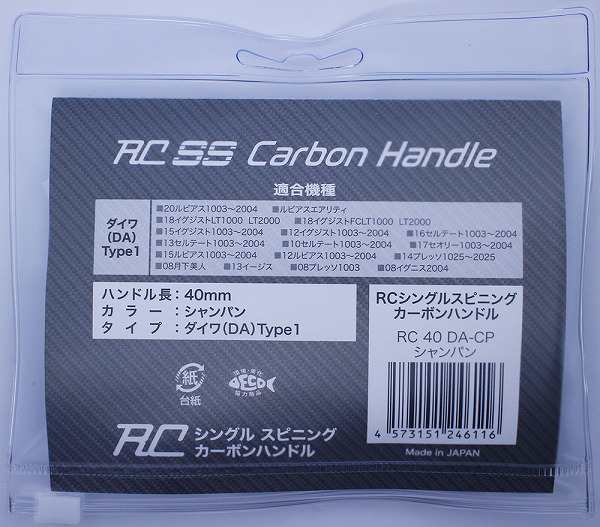 RC SS Carbon Handle
適合機種
ダイワ
(DA)
Type1
■20ルビアス1003～2004 ■ルビアスエアリティ
■18イグジストLT1000 LT2000 ■18イグジストFCLT1000 LT2000
■15イグジスト1003～2004 ■12イグジスト1003～2004 ■16セルテート1003～2004
■13セルテート1003～2004 ■10セルテート1003～2004 ■17セオリー1003～2004
■15ルビアス1003～2004 ■12ルビアス1003～2004 ■14プレッソ1025～2025
■08月下美人 ■13イージス ■08プレッソ1003 ■08イグニス2004
ハンドル長：40mm
カラー：シャンパン
タイプ：ダイワ(DA)Type1
RCシングルスピニング
カーボンハンドル
RC 40 DA-CP
シャンパン
紙
台紙
環境・美化
ECO
協力商品
RC シングル スピニング
カーボンハンドル
4 573151 246116
Made in JAPAN